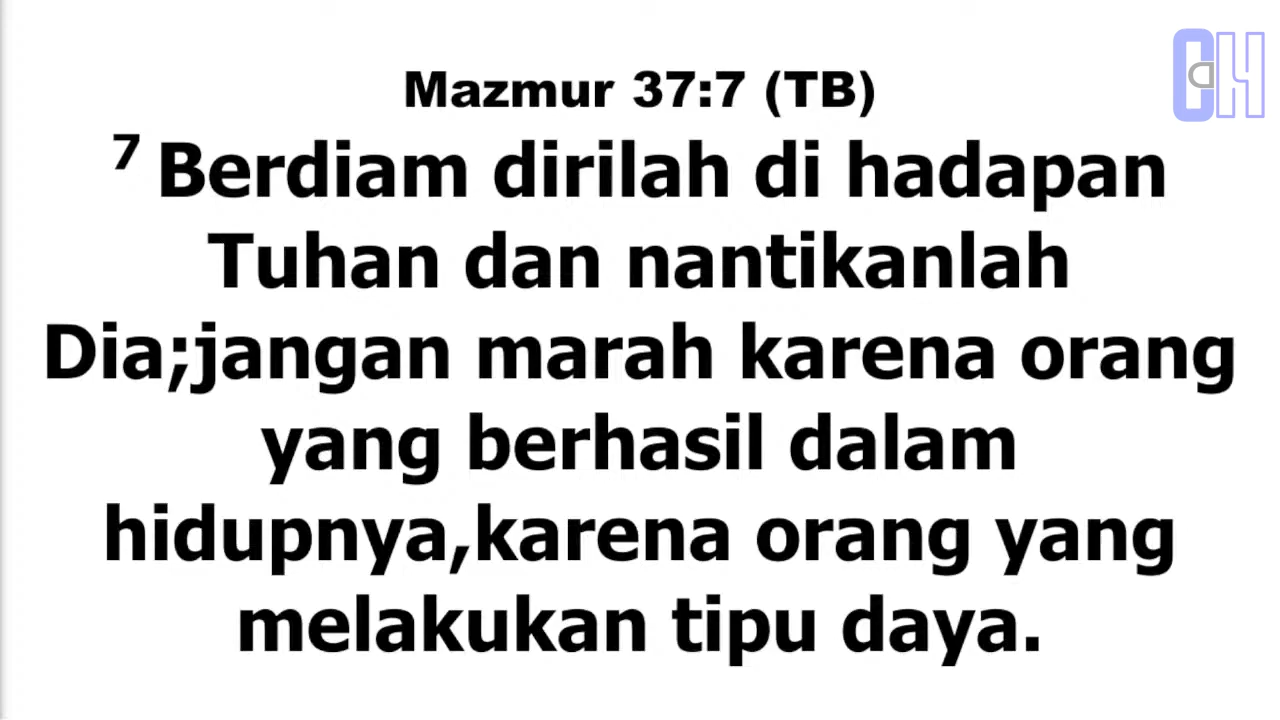 Mazmur 37:7 (TB)
7 Berdiam dirilah di hadapan
Tuhan dan nantikanlah
Dia;jangan marah karena orang
yang berhasil dalam
hidupnya,karena orang yang
melakukan tipu daya.